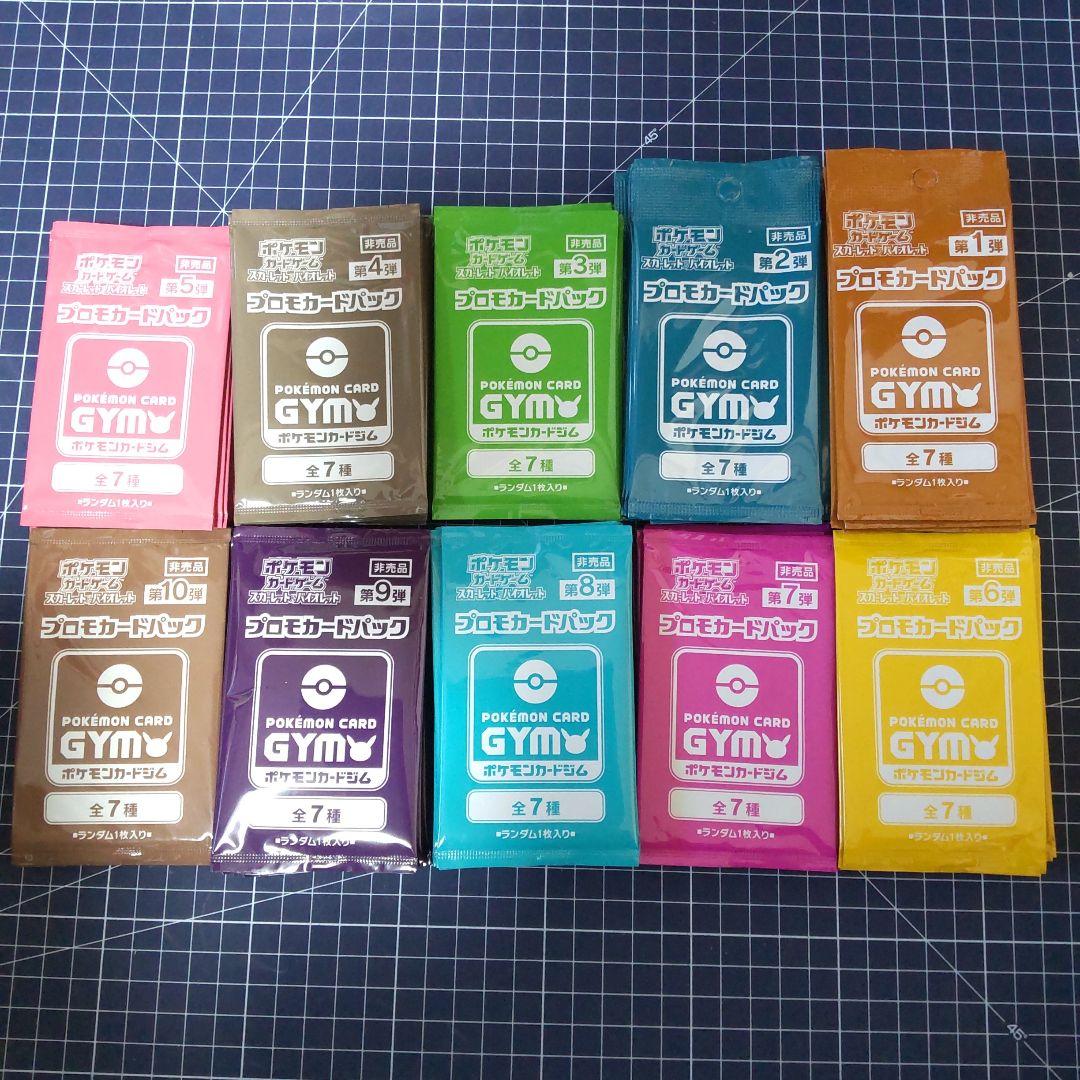 ポケモン
カードゲーム
スカーレット&バイオレット
非売品
第5弾
プロモカードパック
POKÉMON CARD
GYM
ポケモンカードジム
全7種
■ランダム1枚入り■
ポケモン
カードゲーム
スカーレット&バイオレット
非売品
第4弾
プロモカードパック
POKÉMON CARD
GYM
ポケモンカードジム
全7種
■ランダム1枚入り■
ポケモン
カードゲーム
スカーレット&バイオレット
非売品
第3弾
プロモカードパック
POKÉMON CARD
GYM
ポケモンカードジム
全7種
■ランダム1枚入り■
ポケモン
カードゲーム
スカーレット&バイオレット
非売品
第2弾
プロモカードパック
POKÉMON CARD
GYM
ポケモンカードジム
全7種
■ランダム1枚入り■
ポケモン
カードゲーム
スカーレット&バイオレット
非売品
第1弾
プロモカードパック
POKÉMON CARD
GYM
ポケモンカードジム
全7種
■ランダム1枚入り■
ポケモン
カードゲーム
スカーレット&バイオレット
非売品
第10弾
プロモカードパック
POKÉMON CARD
GYM
ポケモンカードジム
全7種
■ランダム1枚入り■
ポケモン
カードゲーム
スカーレット&バイオレット
非売品
第9弾
プロモカードパック
POKÉMON CARD
GYM
ポケモンカードジム
全7種
■ランダム1枚入り■
ポケモン
カードゲーム
スカーレット&バイオレット
非売品
第8弾
プロモカードパック
POKÉMON CARD
GYM
ポケモンカードジム
全7種
■ランダム1枚入り■
ポケモン
カードゲーム
スカーレット&バイオレット
非売品
第7弾
プロモカードパック
POKÉMON CARD
GYM
ポケモンカードジム
全7種
■ランダム1枚入り■
ポケモン
カードゲーム
スカーレット&バイオレット
非売品
第6弾
プロモカードパック
POKÉMON CARD
GYM
ポケモンカードジム
全7種
■ランダム1枚入り■
45°
45°